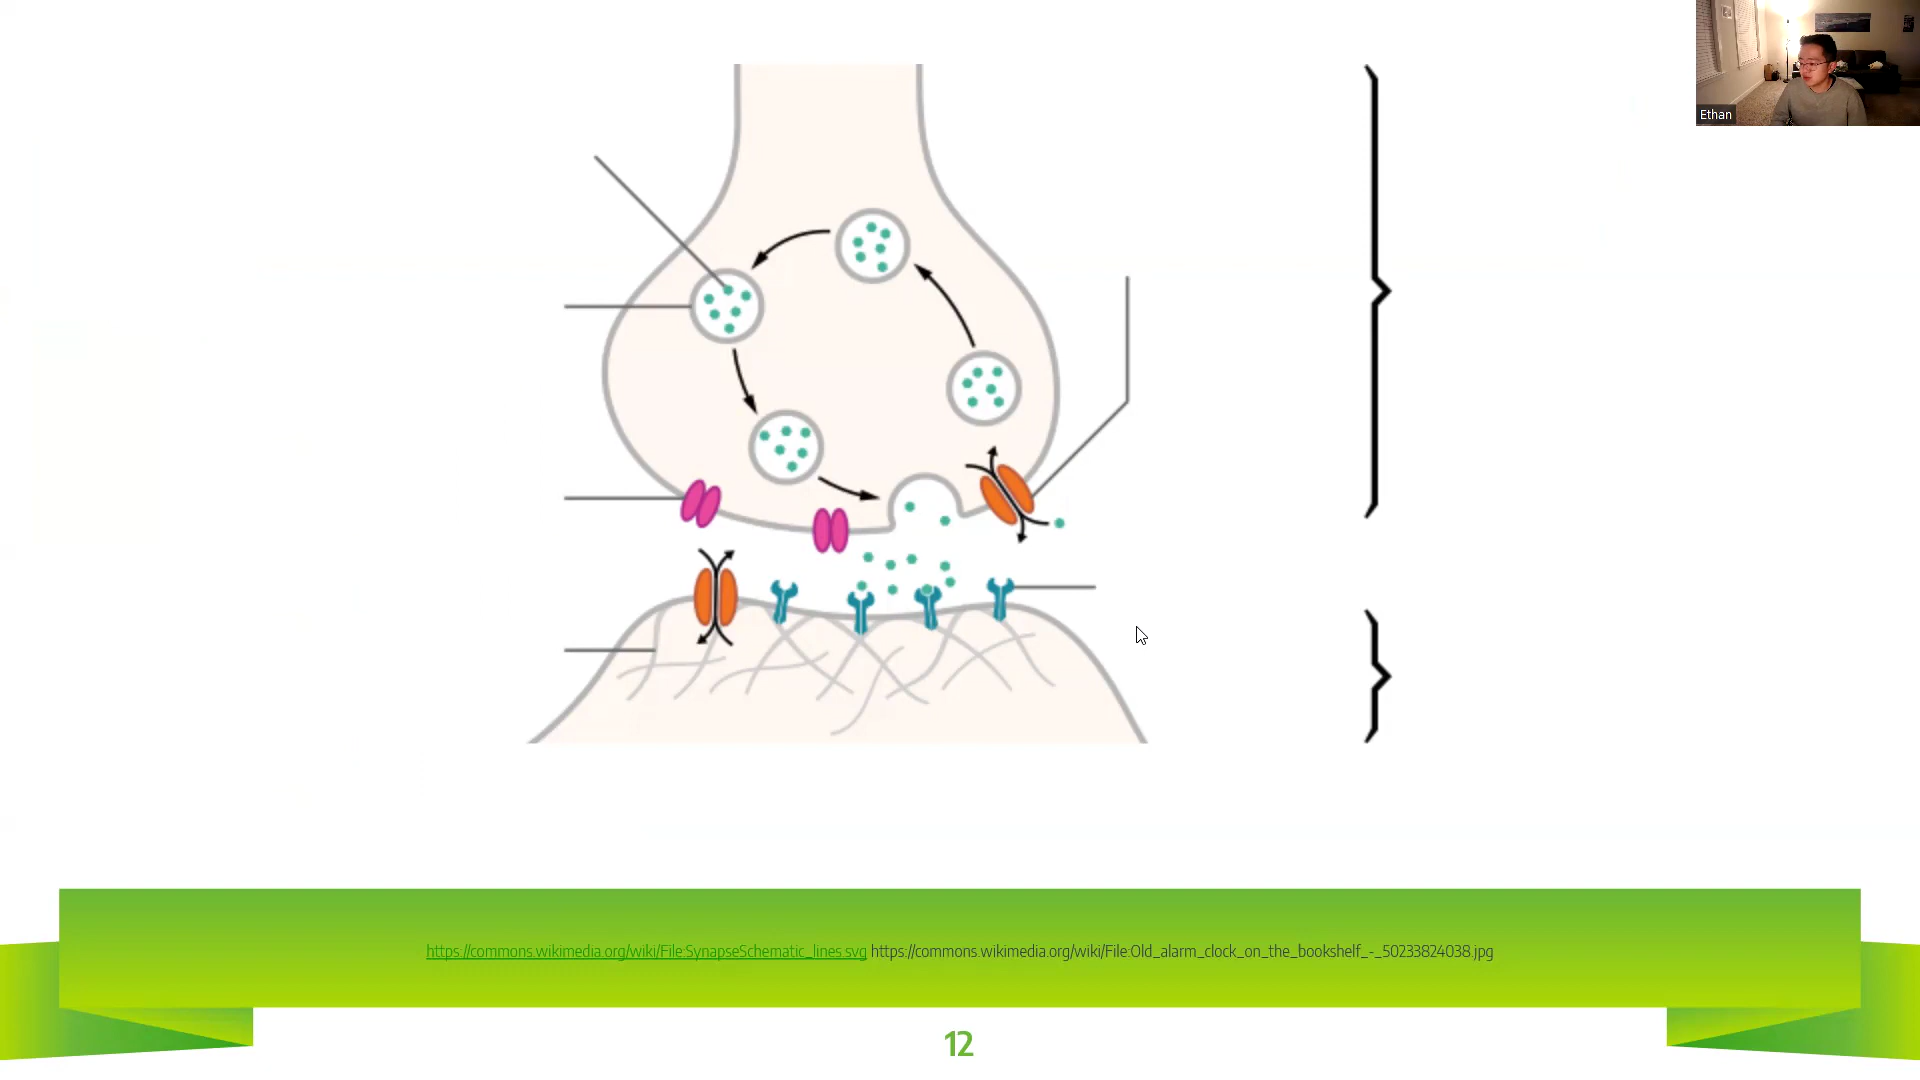 Ethan
https://commons.wikimedia.org/wiki/File:SynapseSchematic_lines.svg https://commons.wikimedia.org/wiki/File:Old_alarm_clock_on_the_bookshelf_-_50233824038.jpg
12